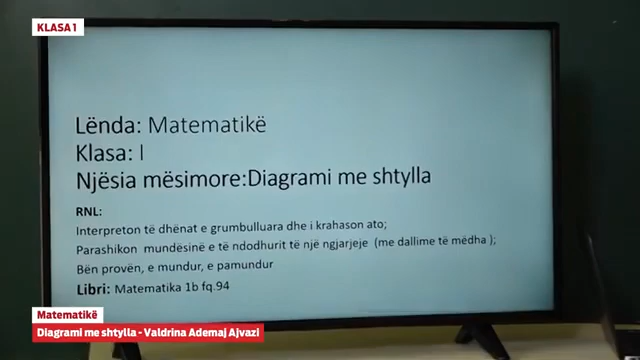 KLASA 1
Lënda: Matematikë
Klasa: I
Njësia mësimore:Diagrami me shtylla
RNL:
Interpreton të dhënat e grumbulluara dhe i krahason ato;
Parashikon mundësinë e të ndodhurit të një ngjarjeje (me dallime të mëdha );
Bën provën, e mundur, e pamundur
Libri: Matematika 1b fq.94
Matematikë
Diagrami me shtylla - Valdrina Ademaj Ajvazi